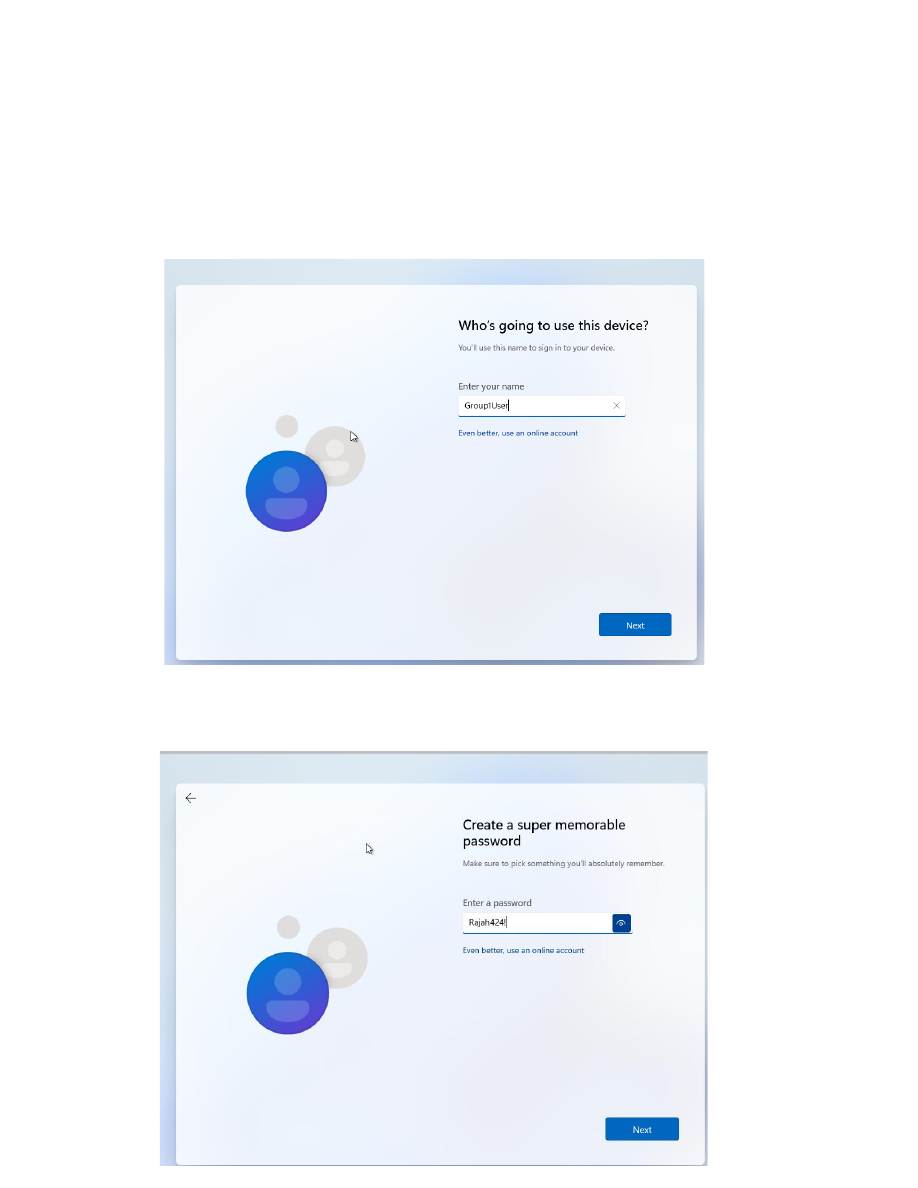 Who's going to use this device?
You'll use this name to sign in to your device.
Enter your name
Group1User
Even better, use an online account
Next
Create a super memorable
password
Make sure to pick something you'll absolutely remember.
Enter a password
Rajah424!
Even better, use an online account
Next